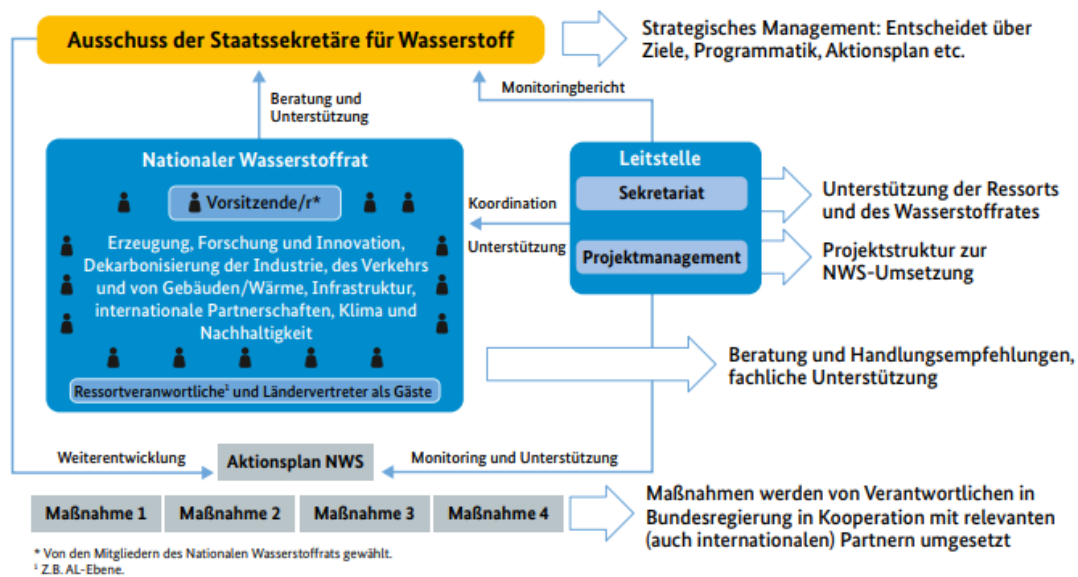 Ausschuss der Staatssekretäre für Wasserstoff
Strategisches Management: Entscheidet über
Ziele, Programmatik, Aktionsplan etc.
Beratung und
Unterstützung
Monitoringbericht
Nationaler Wasserstoffrat
Vorsitzende/r*
Erzeugung, Forschung und Innovation,
Dekarbonisierung der Industrie, des Verkehrs
und von Gebäuden/Wärme, Infrastruktur,
internationale Partnerschaften, Klima und
Nachhaltigkeit
Ressortveranwortliche¹ und Ländervertreter als Gäste
Koordination
Unterstützung
Leitstelle
Sekretariat
Projektmanagement
Unterstützung der Ressorts
und des Wasserstoffrates
Projektstruktur zur
NWS-Umsetzung
Beratung und Handlungsempfehlungen,
fachliche Unterstützung
Weiterentwicklung
Aktionsplan NWS
Monitoring und Unterstützung
Maßnahme 1
Maßnahme 2
Maßnahme 3
Maßnahme 4
Maßnahmen werden von Verantwortlichen in
Bundesregierung in Kooperation mit relevanten
(auch internationalen) Partnern umgesetzt
* Von den Mitgliedern des Nationalen Wasserstoffrats gewählt.
¹ Z.B. AL-Ebene.